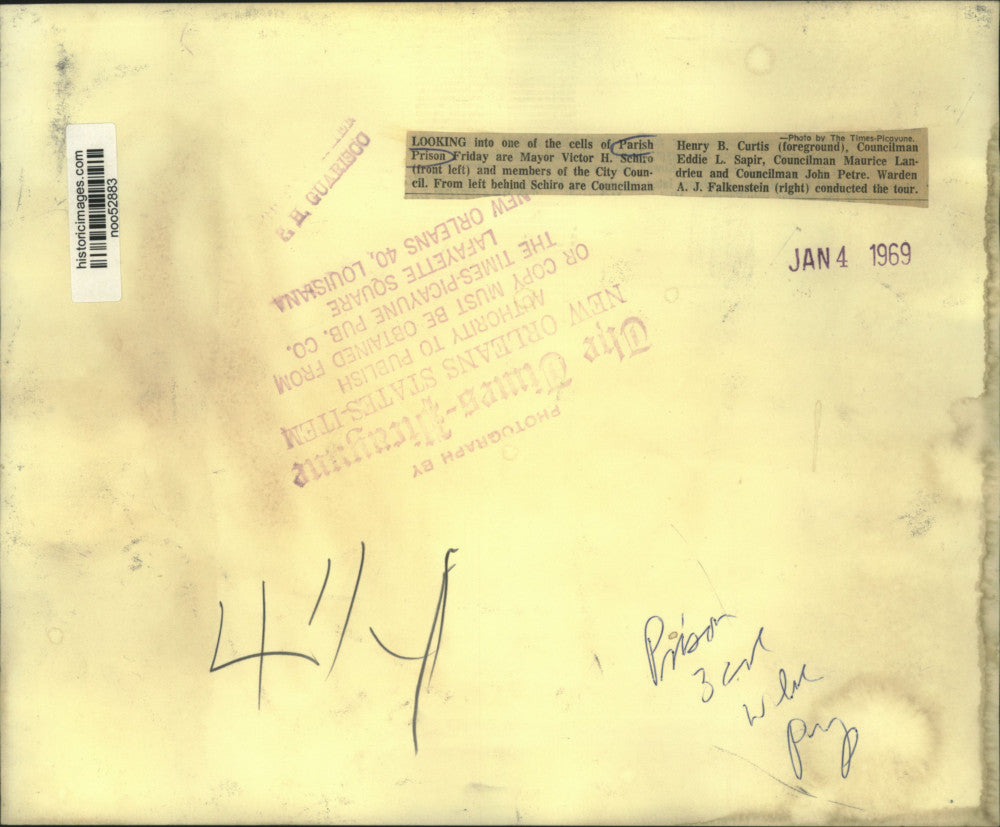 historicimages.com
noo52883
LOOKING into one of the cells of Parish
Prison Friday are Mayor Victor H. Schiro
(front left) and members of the City Coun-
cil. From left behind Schiro are Councilman
—Photo by The Times-Picayune.
Henry B. Curtis (foreground), Councilman
Eddie L. Sapir, Councilman Maurice Lan-
drieu and Councilman John Petre. Warden
A. J. Falkenstein (right) conducted the tour.
JAN 4 1969
PHOTOGRAPH BY
The Times-Picayune
NEW ORLEANS STATES-ITEM
AUTHORITY TO PUBLISH
OR COPY MUST BE OBTAINED FROM
THE TIMES-PICAYUNE PUB. CO.
LAFAYETTE SQUARE
NEW ORLEANS 40, LOUISIANA
4"
Prison
3 col